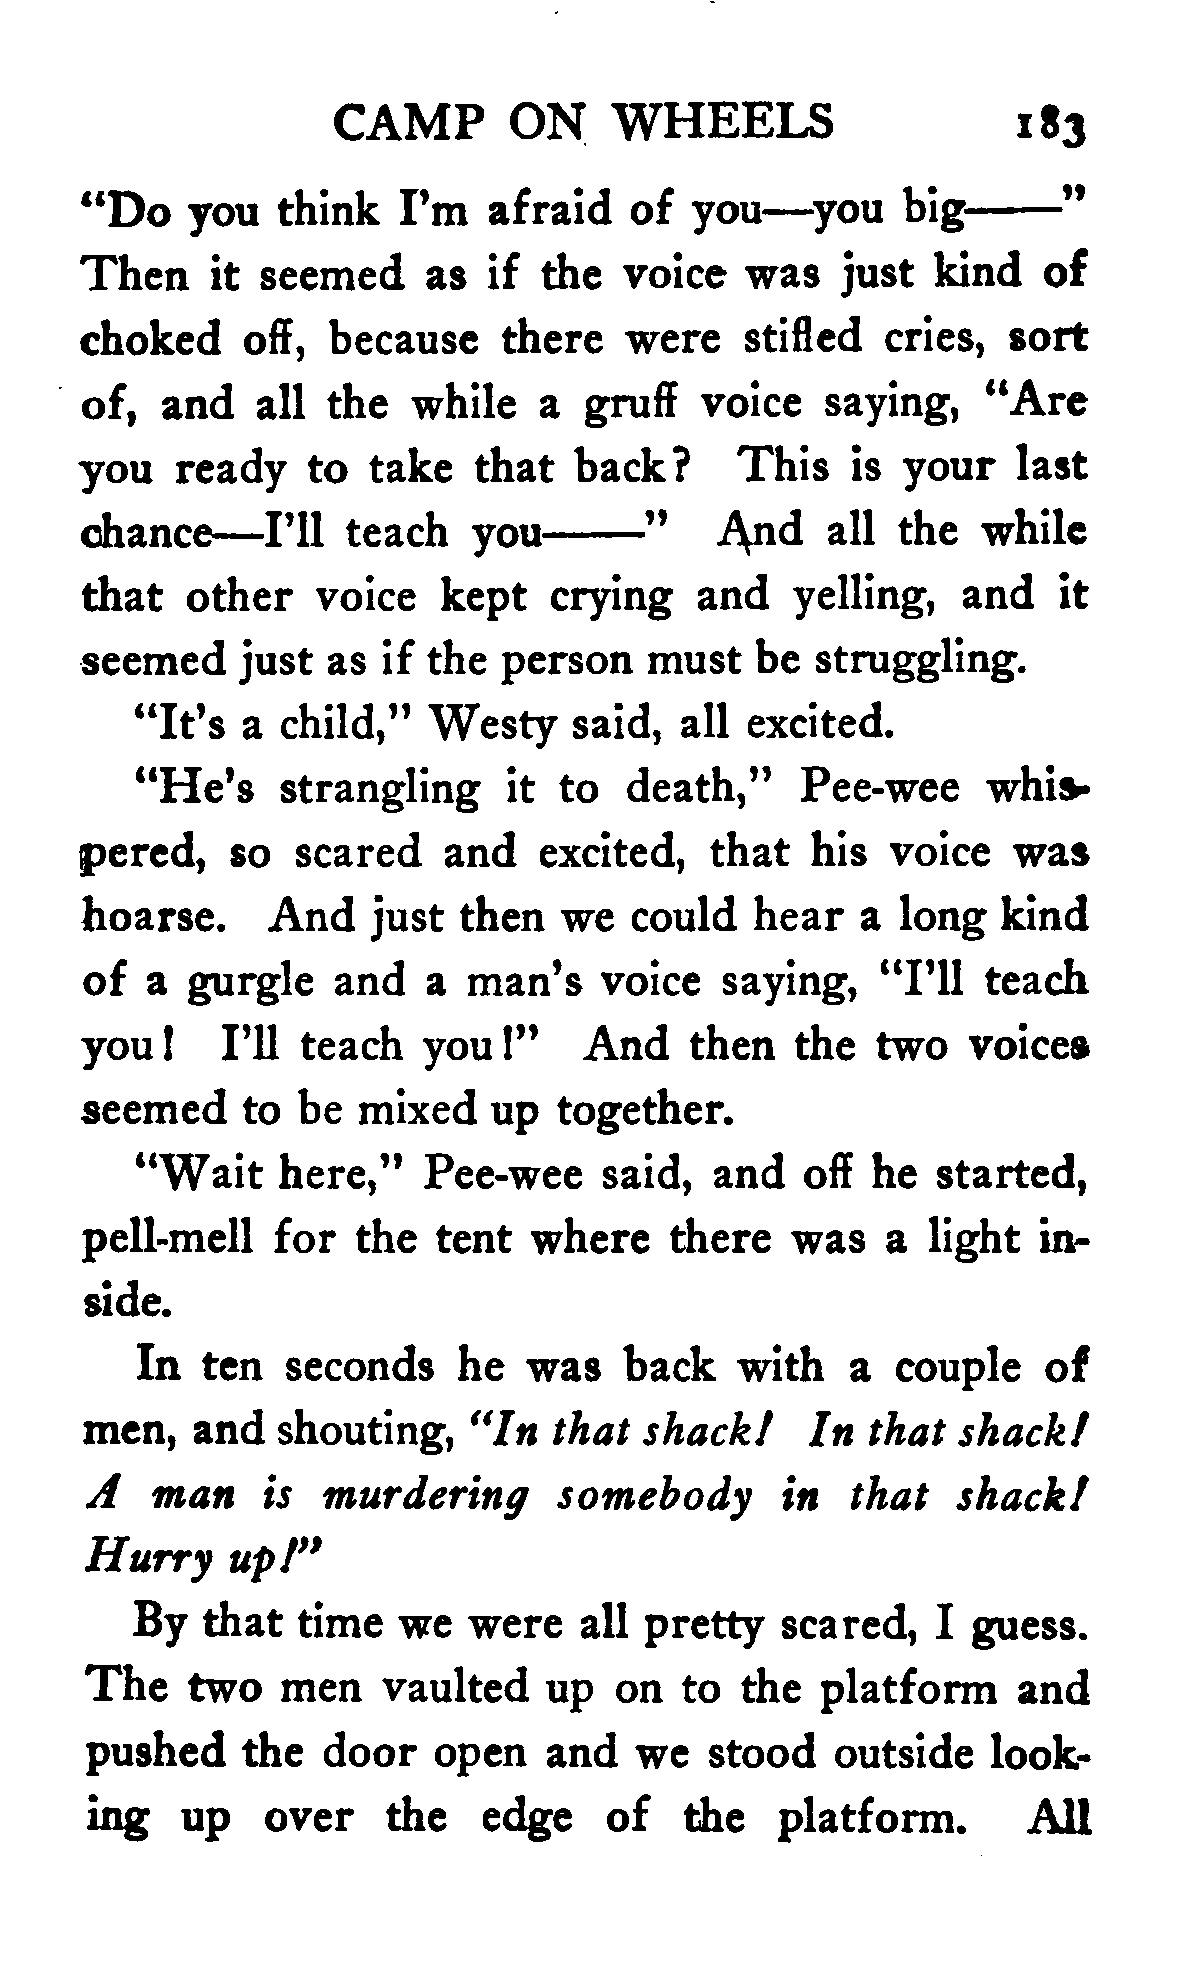 CAMP ON WHEELS 183
“Do you think I’m afraid of you—you big——”
Then it seemed as if the voice was just kind of
choked off, because there were stifled cries, sort
of, and all the while a gruff voice saying, “Are
you ready to take that back? This is your last
chance—I’ll teach you——” And all the while
that other voice kept crying and yelling, and it
seemed just as if the person must be struggling.
“It’s a child,” Westy said, all excited.
“He’s strangling it to death,” Pee-wee whis-
pered, so scared and excited, that his voice was
hoarse. And just then we could hear a long kind
of a gurgle and a man’s voice saying, “I’ll teach
you! I’ll teach you!” And then the two voices
seemed to be mixed up together.
“Wait here,” Pee-wee said, and off he started,
pell-mell for the tent where there was a light in-
side.
In ten seconds he was back with a couple of
men, and shouting, “In that shack! In that shack!
A man is murdering somebody in that shack!
Hurry up!”
By that time we were all pretty scared, I guess.
The two men vaulted up on to the platform and
pushed the door open and we stood outside look-
ing up over the edge of the platform. All